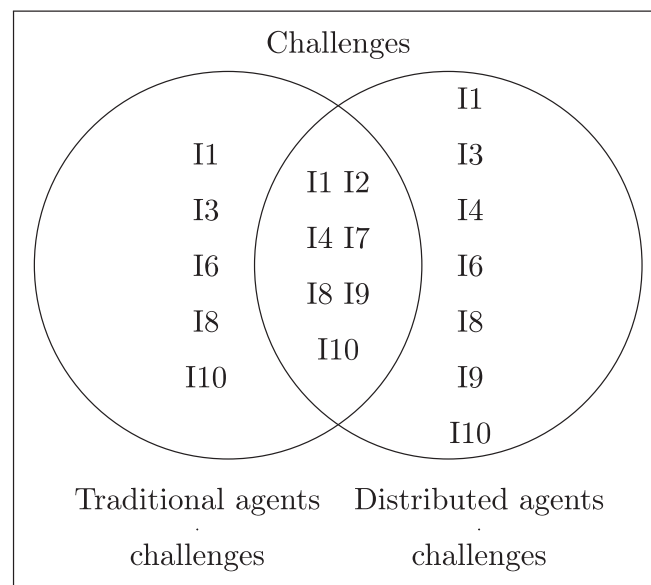 Challenges
I1
I3
I6
I8
I10
I1 I2
I4 I7
I8 I9
I10
I1
I3
I4
I6
I8
I9
I10
Traditional agents
.
challenges
Distributed agents
.
challenges